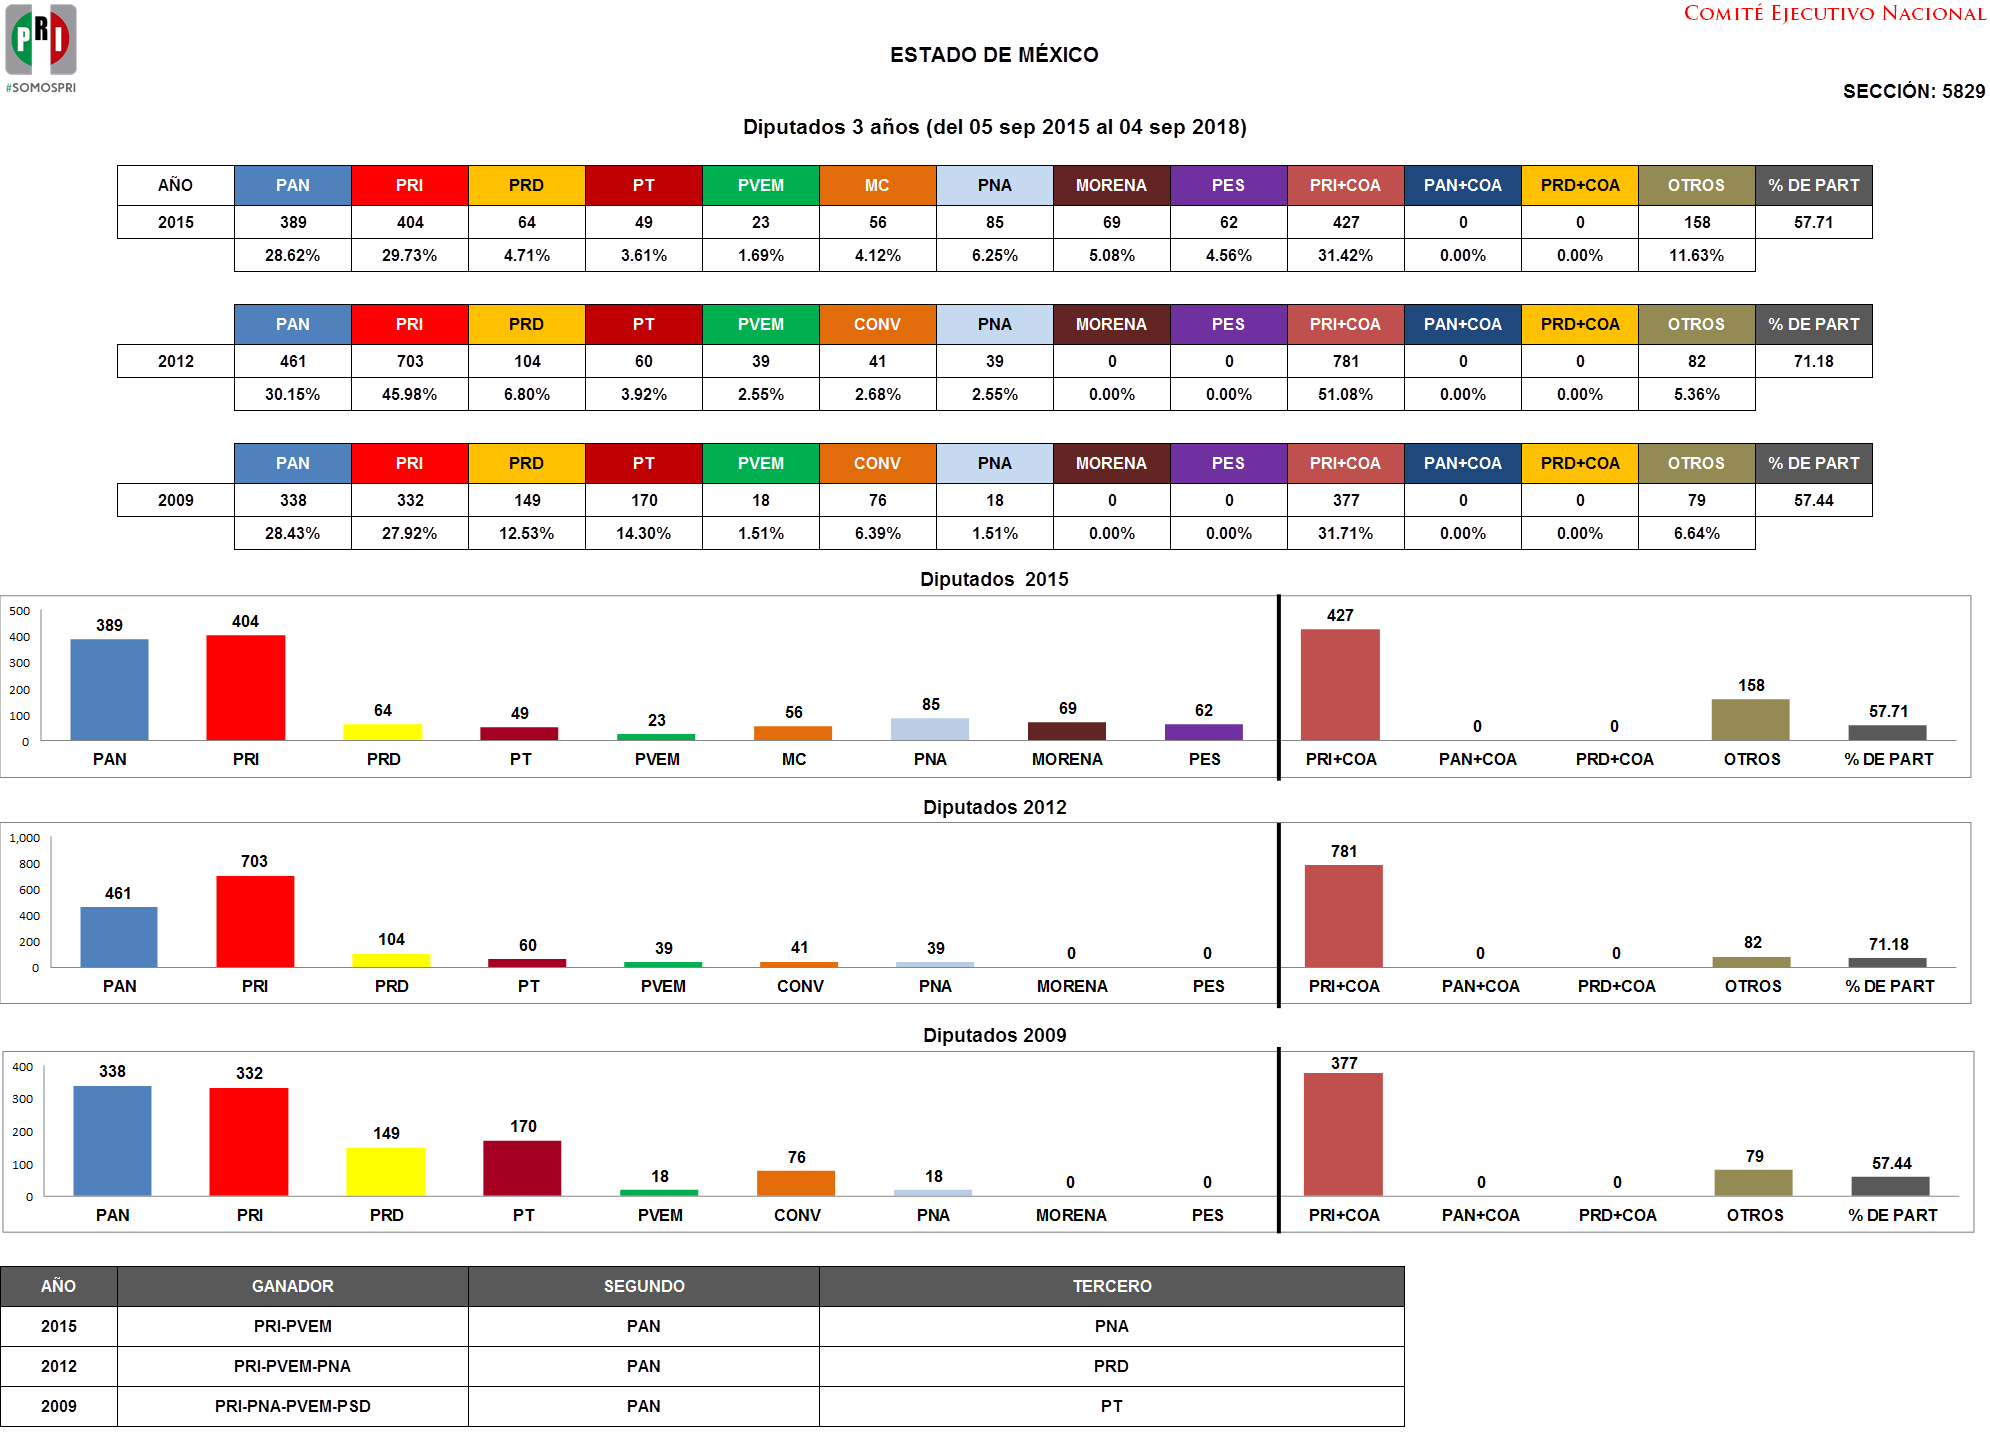 PRI
#SOMOSPRI
COMITÉ EJECUTIVO NACIONAL
ESTADO DE MÉXICO
SECCIÓN: 5829
Diputados 3 años (del 05 sep 2015 al 04 sep 2018)
AÑO PAN PRI PRD PT PVEM MC PNA MORENA PES PRI+COA PAN+COA PRD+COA OTROS % DE PART
2015 389 404 64 49 23 56 85 69 62 427 0 0 158 57.71
28.62% 29.73% 4.71% 3.61% 1.69% 4.12% 6.25% 5.08% 4.56% 31.42% 0.00% 0.00% 11.63%
PAN PRI PRD PT PVEM CONV PNA MORENA PES PRI+COA PAN+COA PRD+COA OTROS % DE PART
2012 461 703 104 60 39 41 39 0 0 781 0 0 82 71.18
30.15% 45.98% 6.80% 3.92% 2.55% 2.68% 2.55% 0.00% 0.00% 51.08% 0.00% 0.00% 5.36%
PAN PRI PRD PT PVEM CONV PNA MORENA PES PRI+COA PAN+COA PRD+COA OTROS % DE PART
2009 338 332 149 170 18 76 18 0 0 377 0 0 79 57.44
28.43% 27.92% 12.53% 14.30% 1.51% 6.39% 1.51% 0.00% 0.00% 31.71% 0.00% 0.00% 6.64%
Diputados 2015
500
400
300
200
100
0
389 404 64 49 23 56 85 69 62 427 0 0 158 57.71
PAN PRI PRD PT PVEM MC PNA MORENA PES PRI+COA PAN+COA PRD+COA OTROS % DE PART
Diputados 2012
1,000
800
600
400
200
0
461 703 104 60 39 41 39 0 0 781 0 0 82 71.18
PAN PRI PRD PT PVEM CONV PNA MORENA PES PRI+COA PAN+COA PRD+COA OTROS % DE PART
Diputados 2009
400
300
200
100
0
338 332 149 170 18 76 18 0 0 377 0 0 79 57.44
PAN PRI PRD PT PVEM CONV PNA MORENA PES PRI+COA PAN+COA PRD+COA OTROS % DE PART
AÑO GANADOR SEGUNDO TERCERO
2015 PRI-PVEM PAN PNA
2012 PRI-PVEM-PNA PAN PRD
2009 PRI-PNA-PVEM-PSD PAN PT